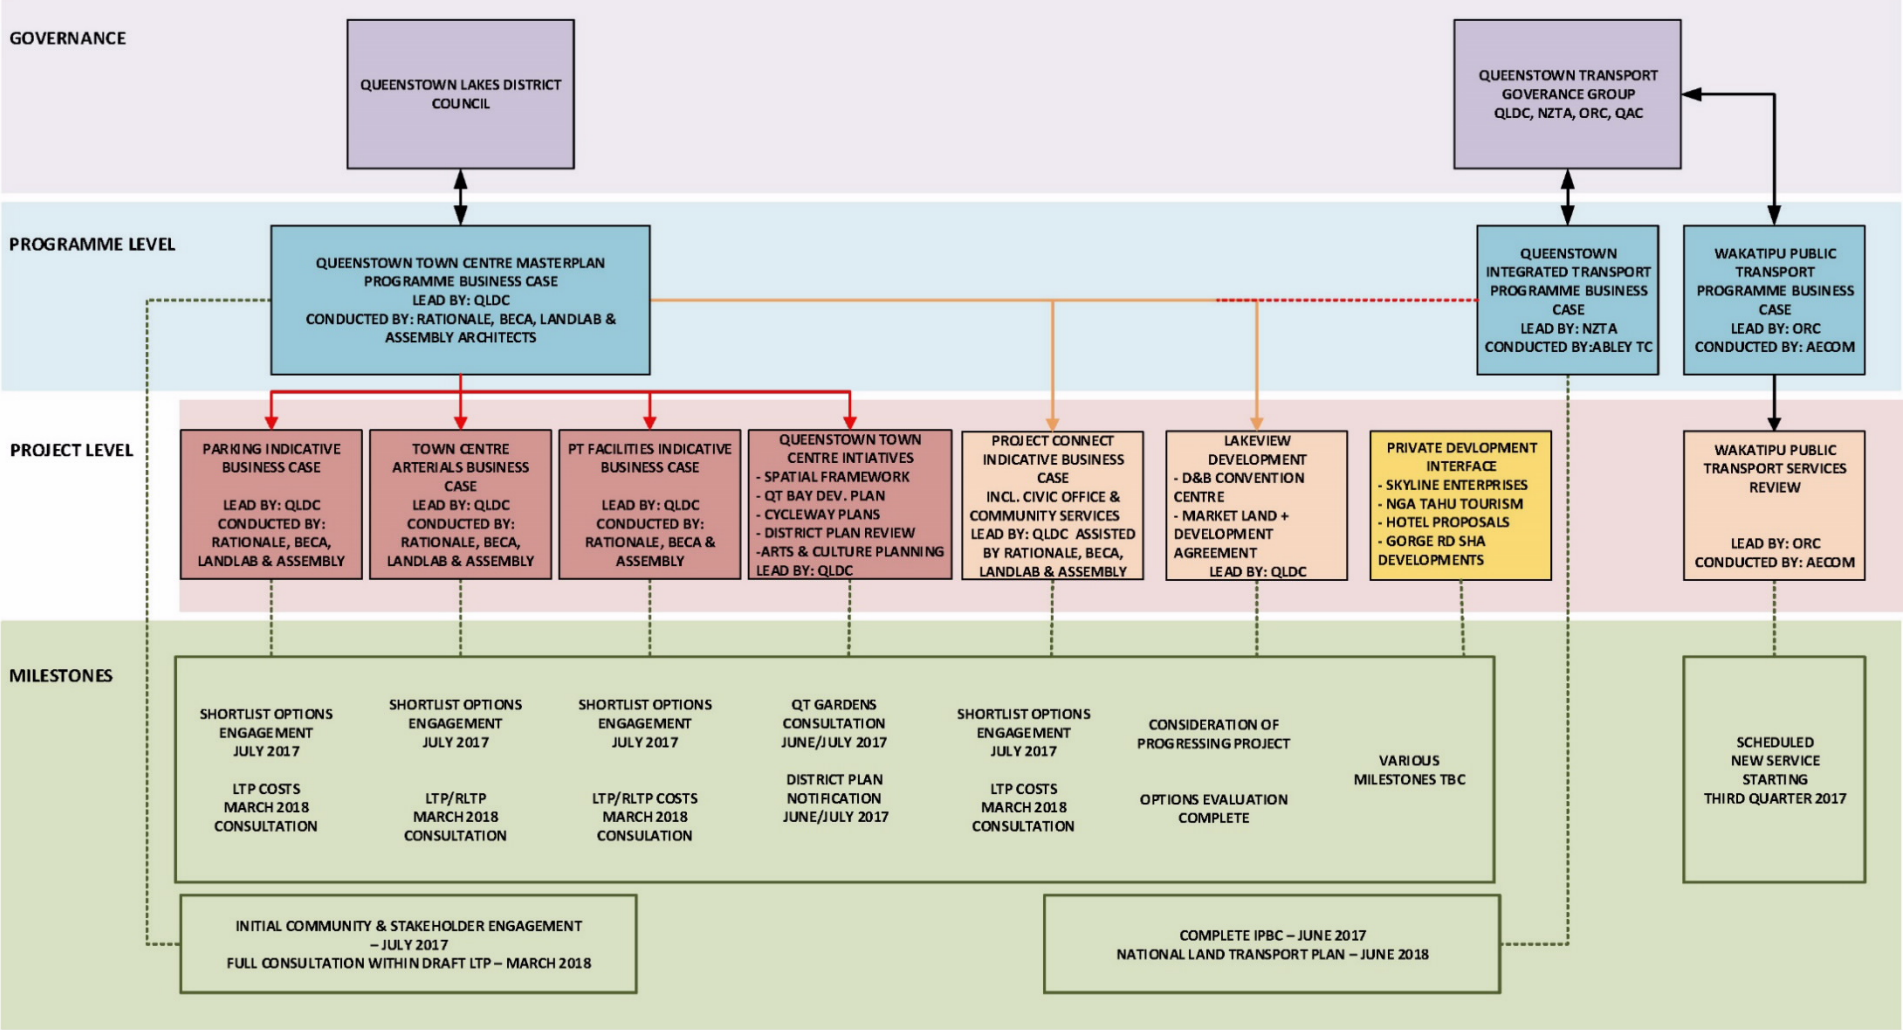 GOVERNANCE
QUEENSTOWN LAKES DISTRICT
COUNCIL
QUEENSTOWN TRANSPORT
GOVERANCE GROUP
QLDC, NZTA, ORC, QAC
PROGRAMME LEVEL
QUEENSTOWN TOWN CENTRE MASTERPLAN
PROGRAMME BUSINESS CASE
LEAD BY: QLDC
CONDUCTED BY: RATIONALE, BECA, LANDLAB &
ASSEMBLY ARCHITECTS
QUEENSTOWN
INTEGRATED TRANSPORT
PROGRAMME BUSINESS
CASE
LEAD BY: NZTA
CONDUCTED BY:ABLEY TC
WAKATIPU PUBLIC
TRANSPORT
PROGRAMME BUSINESS
CASE
LEAD BY: ORC
CONDUCTED BY: AECOM
PROJECT LEVEL
PARKING INDICATIVE
BUSINESS CASE
LEAD BY: QLDC
CONDUCTED BY:
RATIONALE, BECA,
LANDLAB & ASSEMBLY
TOWN CENTRE
ARTERIALS BUSINESS
CASE
LEAD BY: QLDC
CONDUCTED BY:
RATIONALE, BECA,
LANDLAB & ASSEMBLY
PT FACILITIES INDICATIVE
BUSINESS CASE
LEAD BY: QLDC
CONDUCTED BY:
RATIONALE, BECA &
ASSEMBLY
QUEENSTOWN TOWN
CENTRE INTIATIVES
- SPATIAL FRAMEWORK
- QT BAY DEV. PLAN
- CYCLEWAY PLANS
- DISTRICT PLAN REVIEW
-ARTS & CULTURE PLANNING
LEAD BY: QLDC
PROJECT CONNECT
INDICATIVE BUSINESS
CASE
INCL. CIVIC OFFICE &
COMMUNITY SERVICES
LEAD BY: QLDC ASSISTED
BY RATIONALE, BECA,
LANDLAB & ASSEMBLY
LAKEVIEW
DEVELOPMENT
- D&B CONVENTION
CENTRE
- MARKET LAND +
DEVELOPMENT
AGREEMENT
LEAD BY: QLDC
PRIVATE DEVLOPMENT
INTERFACE
- SKYLINE ENTERPRISES
- NGA TAHU TOURISM
- HOTEL PROPOSALS
- GORGE RD SHA
DEVELOPMENTS
WAKATIPU PUBLIC
TRANSPORT SERVICES
REVIEW
LEAD BY: ORC
CONDUCTED BY: AECOM
MILESTONES
SHORTLIST OPTIONS
ENGAGEMENT
JULY 2017
LTP COSTS
MARCH 2018
CONSULTATION
SHORTLIST OPTIONS
ENGAGEMENT
JULY 2017
LTP/RLTP
MARCH 2018
CONSULTATION
SHORTLIST OPTIONS
ENGAGEMENT
JULY 2017
LTP/RLTP COSTS
MARCH 2018
CONSULATION
QT GARDENS
CONSULTATION
JUNE/JULY 2017
DISTRICT PLAN
NOTIFICATION
JUNE/JULY 2017
SHORTLIST OPTIONS
ENGAGEMENT
JULY 2017
LTP COSTS
MARCH 2018
CONSULTATION
CONSIDERATION OF
PROGRESSING PROJECT
OPTIONS EVALUATION
COMPLETE
VARIOUS
MILESTONES TBC
SCHEDULED
NEW SERVICE
STARTING
THIRD QUARTER 2017
INITIAL COMMUNITY & STAKEHOLDER ENGAGEMENT
– JULY 2017
FULL CONSULTATION WITHIN DRAFT LTP – MARCH 2018
COMPLETE IPBC – JUNE 2017
NATIONAL LAND TRANSPORT PLAN – JUNE 2018